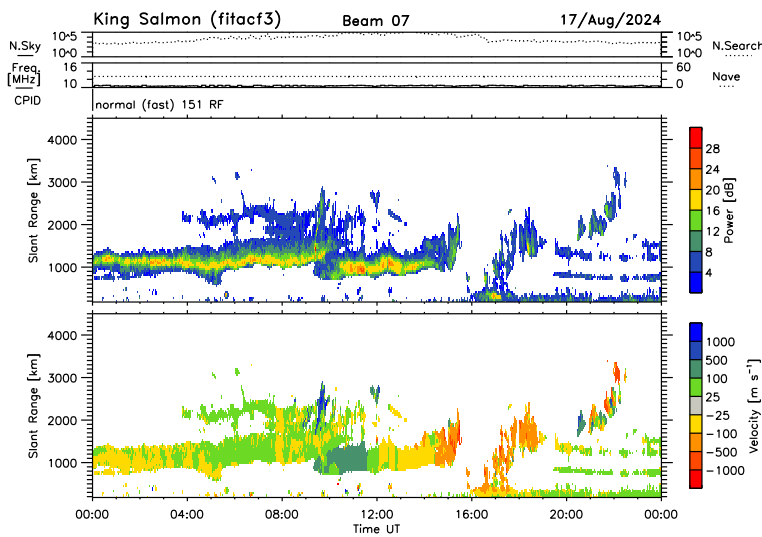 King Salmon (fitacf3) Beam 07 17/Aug/2024
N.Sky 10^5 10^0 10^5 10^0 N.Search
Freq. [MHz] 16 10 60 0 Nave
CPID normal (fast) 151 RF
Slant Range [km] 4000 3000 2000 1000
Power [dB] 28 24 20 16 12 8 4
Slant Range [km] 4000 3000 2000 1000
Velocity [m s⁻¹] 1000 500 100 25 −25 −100 −500 −1000
00:00 04:00 08:00 12:00 16:00 20:00 00:00
Time UT